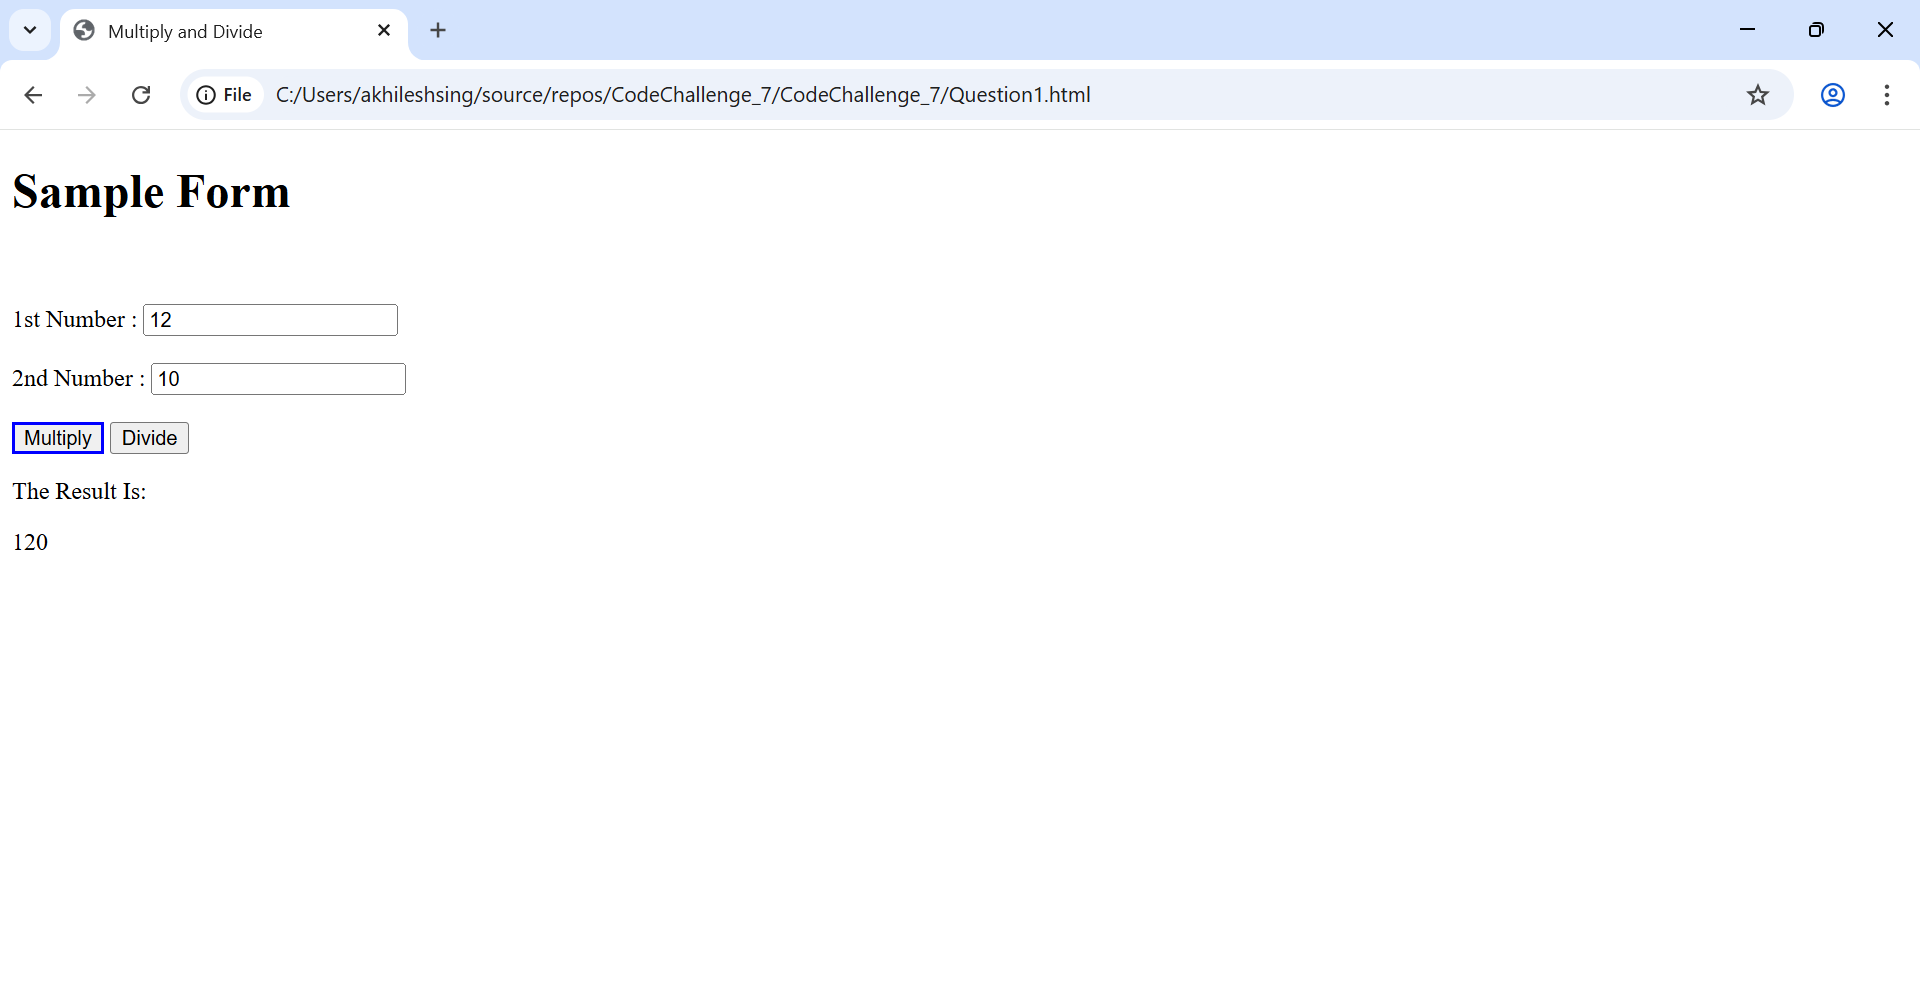 Multiply and Divide
File C:/Users/akhileshsing/source/repos/CodeChallenge_7/CodeChallenge_7/Question1.html
Sample Form
1st Number : 12
2nd Number : 10
Multiply Divide
The Result Is:
120